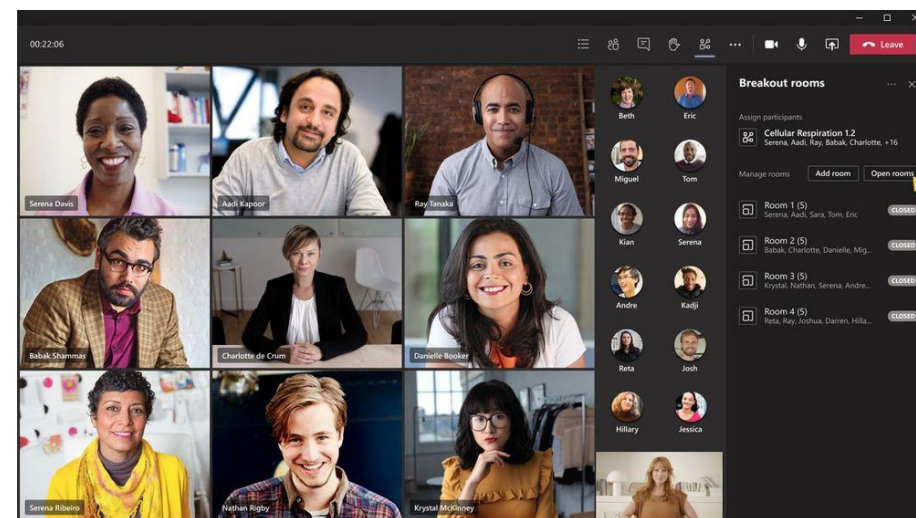 00:22:06
Leave
Serena Davis
Aadi Kapoor
Ray Tanaka
Babak Shammas
Charlotte de Crum
Danielle Booker
Serena Ribeiro
Nathan Rigby
Krystal McKinney
Beth
Eric
Miguel
Tom
Kian
Serena
Andre
Kadji
Reta
Josh
Hillary
Jessica
Breakout rooms
Assign participants
Cellular Respiration 1.2
Serena, Aadi, Ray, Babak, Charlotte, +16
Manage rooms
Add room
Open rooms
Room 1 (5)
Serena, Aadi, Sara, Tom, Eric
CLOSED
Room 2 (5)
Babak, Charlotte, Danielle, Mig...
CLOSED
Room 3 (5)
Krystal, Nathan, Serena, Andre...
CLOSED
Room 4 (5)
Reta, Ray, Joshua, Darren, Hilla...
CLOSED